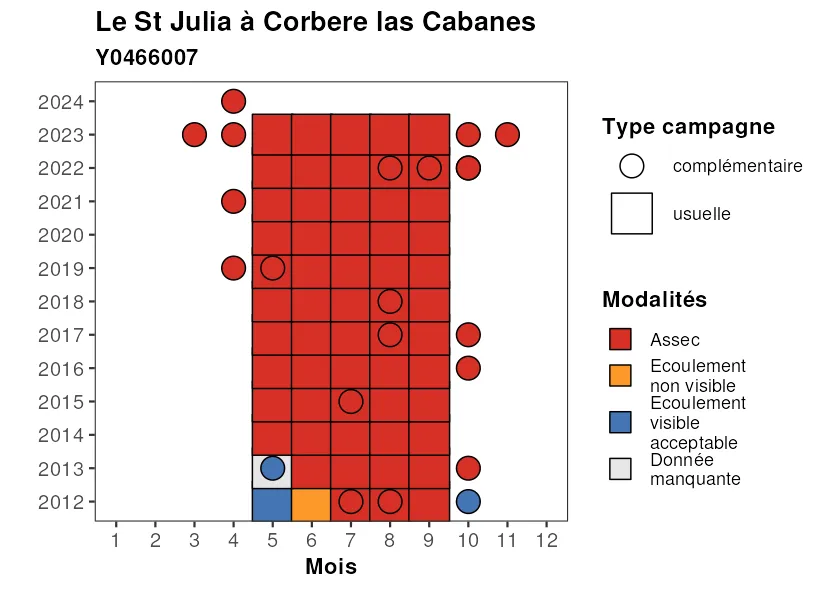 Le St Julia à Corbere las Cabanes
Y0466007
2024
2023
2022
2021
2020
2019
2018
2017
2016
2015
2014
2013
2012
1 2 3 4 5 6 7 8 9 10 11 12
Mois
Type campagne
complémentaire
usuelle
Modalités
Assec
Ecoulement
non visible
Ecoulement
visible
acceptable
Donnée
manquante